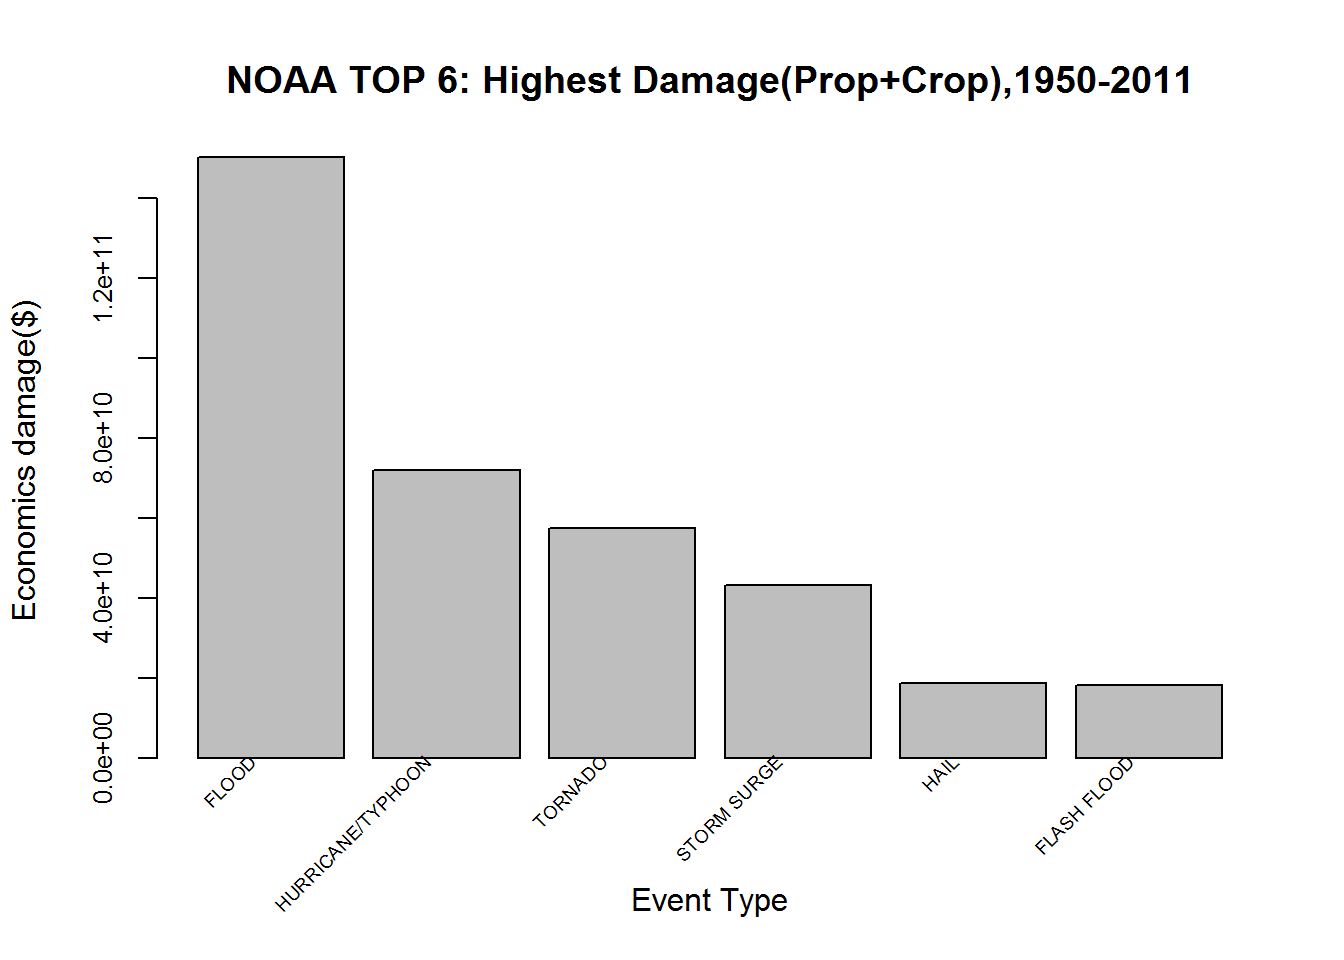 NOAA TOP 6: Highest Damage(Prop+Crop),1950-2011
Economics damage($)
1.2e+11
8.0e+10
4.0e+10
0.0e+00
FLOOD
HURRICANE/TYPHOON
TORNADO
STORM SURGE
HAIL
FLASH FLOOD
Event Type